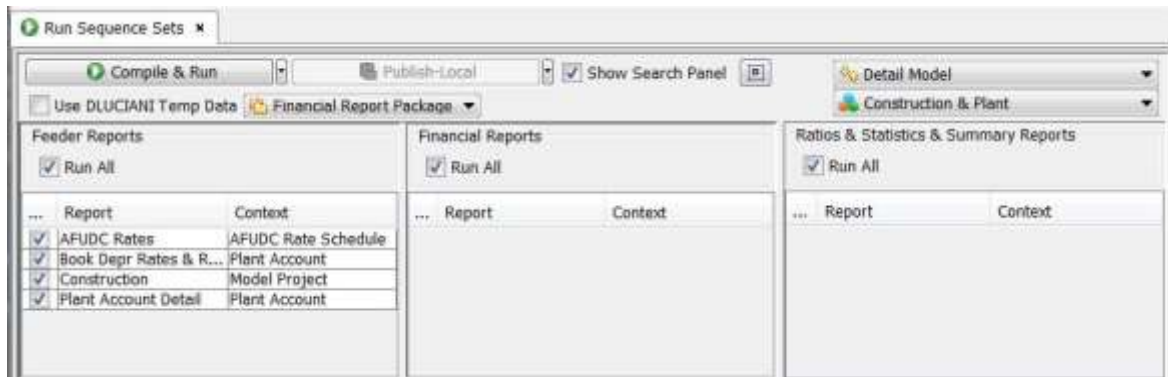 Run Sequence Sets
Compile & Run Publish-Local Show Search Panel Detail Model
Use DLUCIANI Temp Data Financial Report Package Construction & Plant
Feeder Reports Financial Reports Ratios & Statistics & Summary Reports
Run All Run All Run All
... Report Context ... Report Context ... Report Context
AFUDC Rates AFUDC Rate Schedule
Book Depr Rates & R... Plant Account
Construction Model Project
Plant Account Detail Plant Account